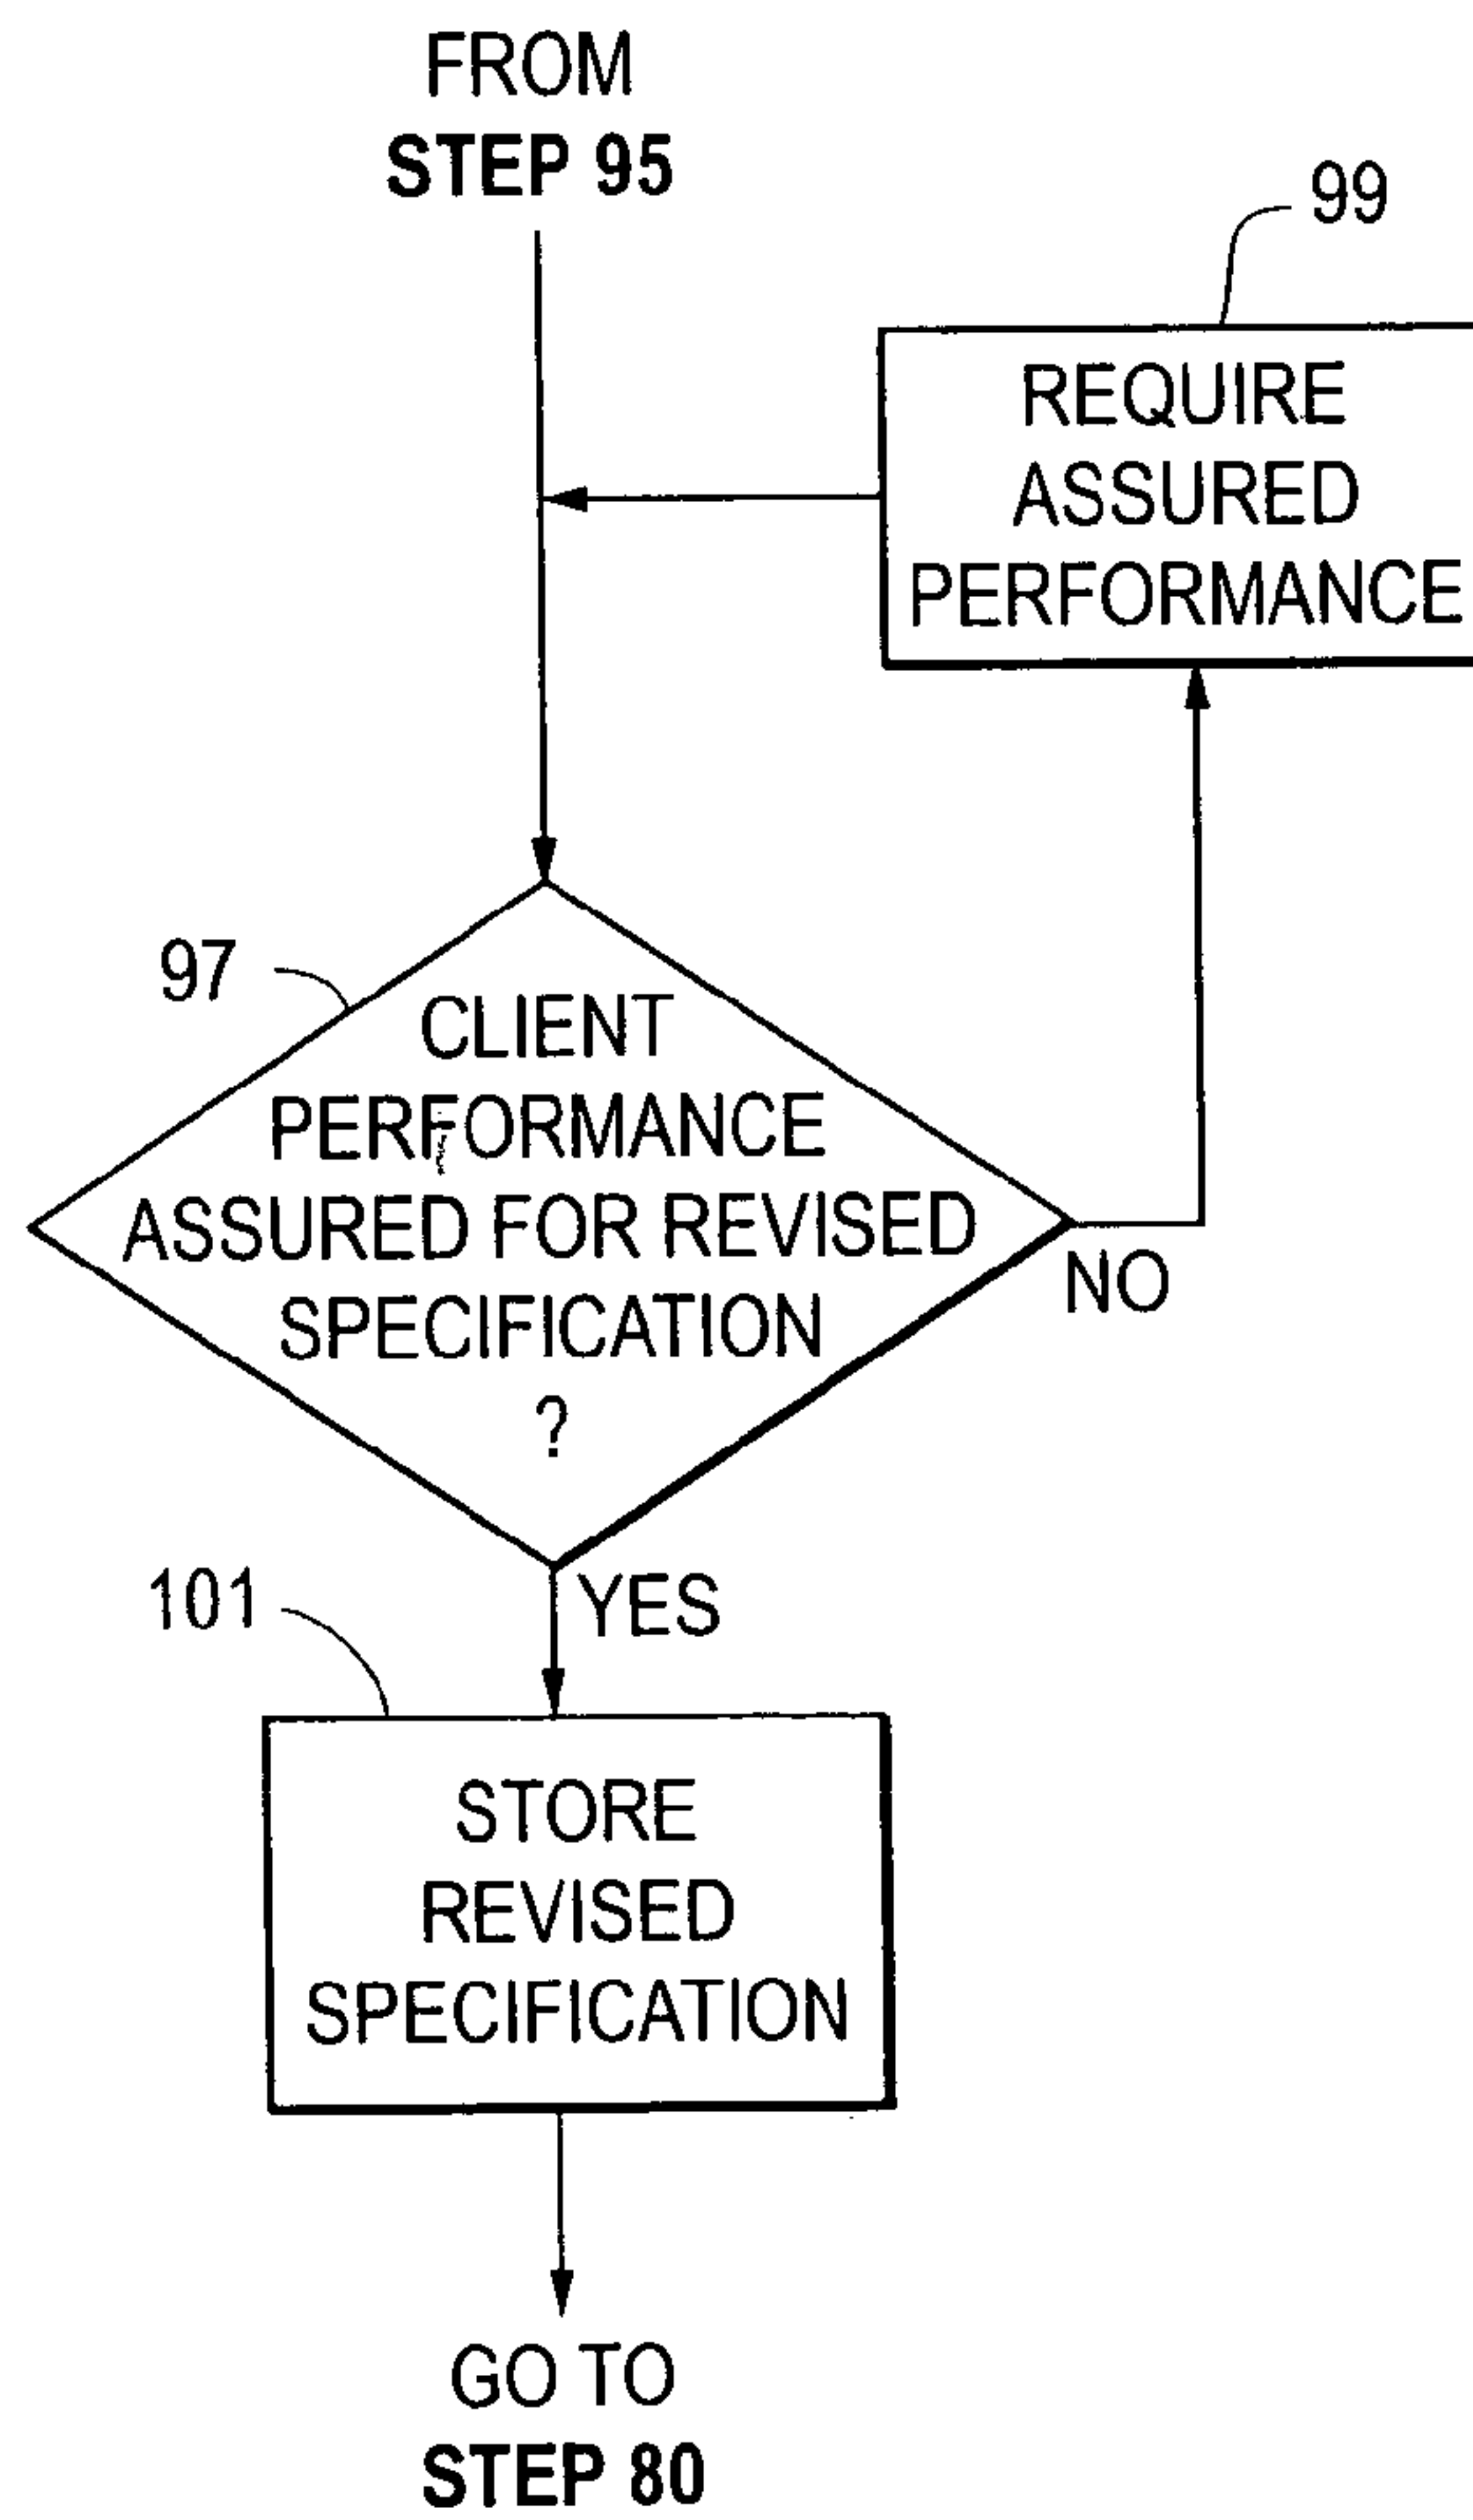 FROM
STEP 95
99
REQUIRE
ASSURED
PERFORMANCE
97
CLIENT
PERFORMANCE
ASSURED FOR REVISED
SPECIFICATION
?
NO
YES
101
STORE
REVISED
SPECIFICATION
GO TO
STEP 80